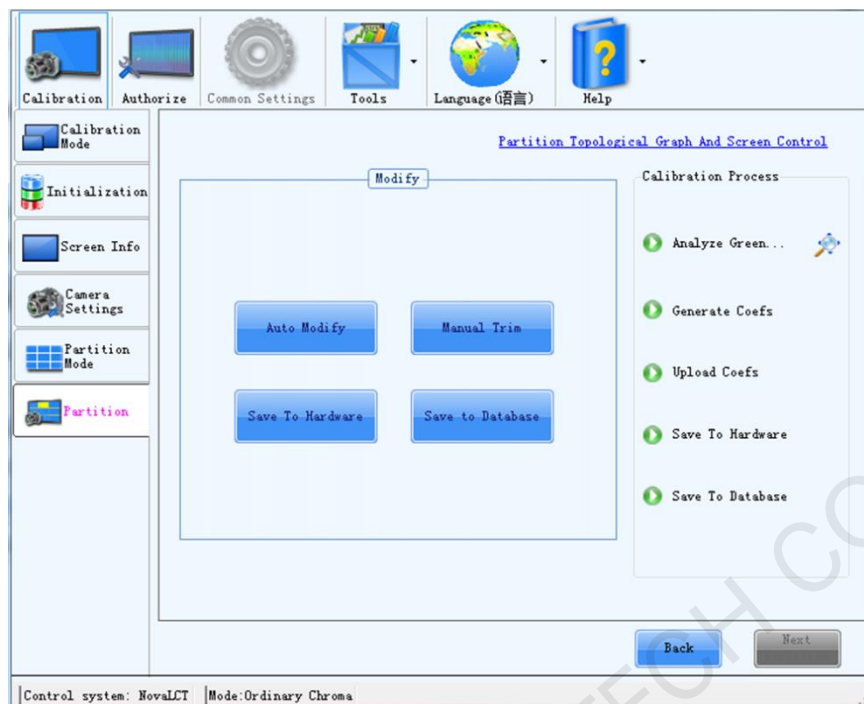 Calibration
Authorize
Common Settings
Tools
Language(语言)
Help
Calibration
Mode
Initialization
Screen Info
Camera
Settings
Partition
Mode
Partition
Partition Topological Graph And Screen Control
Modify
Auto Modify
Manual Trim
Save To Hardware
Save to Database
Calibration Process
Analyze Green...
Generate Coefs
Upload Coefs
Save To Hardware
Save To Database
Back
Next
Control system: NovaLCT
Mode:Ordinary Chroma
TECH CO